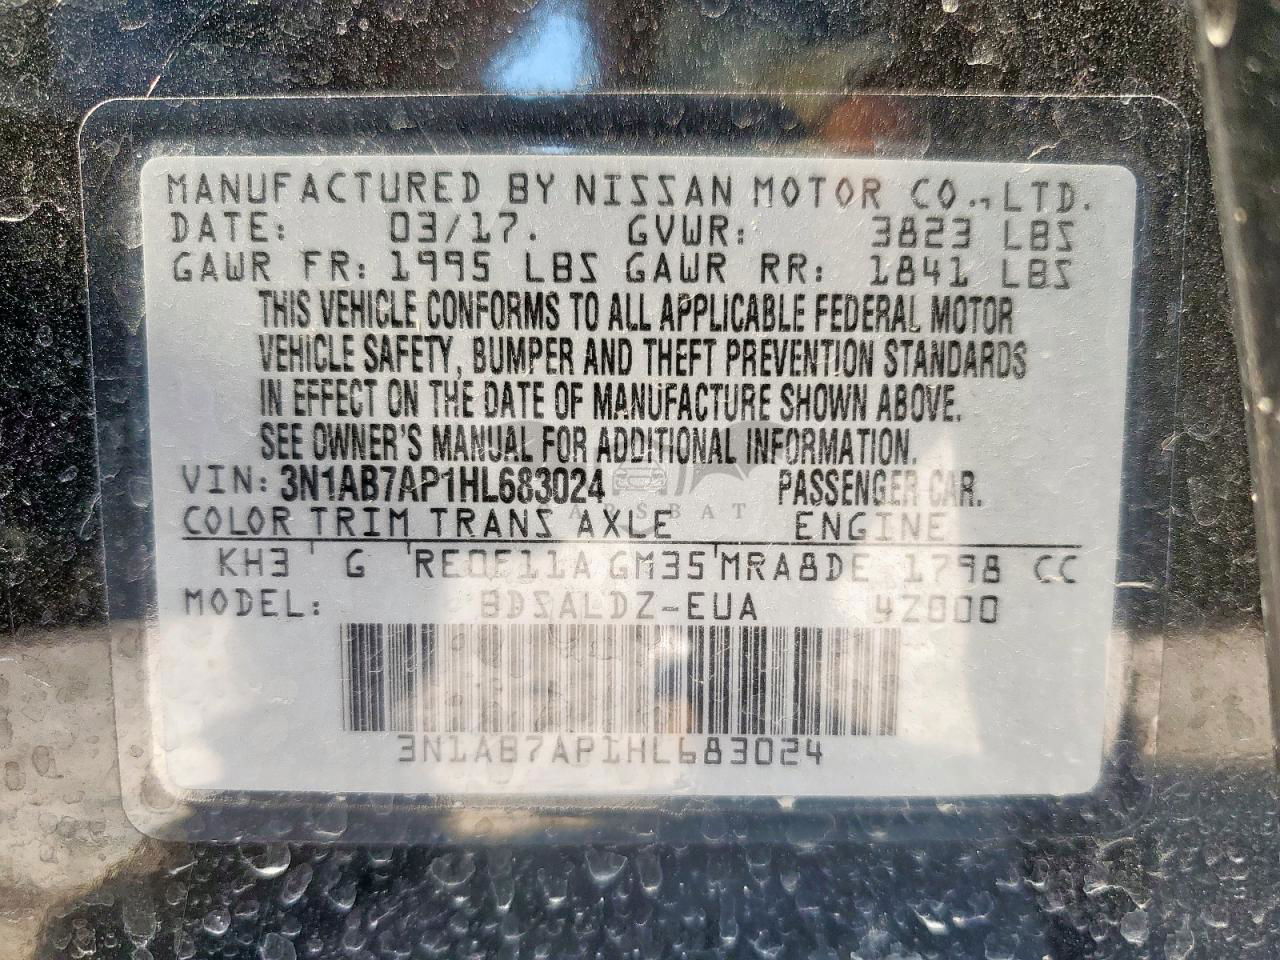 MANUFACTURED BY NISSAN MOTOR CO., LTD.
DATE: 03/17. GVWR: 3823 LBS
GAWR FR: 1995 LBS GAWR RR: 1841 LBS
THIS VEHICLE CONFORMS TO ALL APPLICABLE FEDERAL MOTOR
VEHICLE SAFETY, BUMPER AND THEFT PREVENTION STANDARDS
IN EFFECT ON THE DATE OF MANUFACTURE SHOWN ABOVE.
SEE OWNER'S MANUAL FOR ADDITIONAL INFORMATION.
VIN: 3N1AB7AP1HL683024 PASSENGER CAR.
CARSBAT
COLOR TRIM TRANS AXLE ENGINE
KH3 G RE0F11A GM35 MRA8DE 1798 CC
MODEL: BDSALDZ-EUA 42000
3N1AB7AP1HL683024